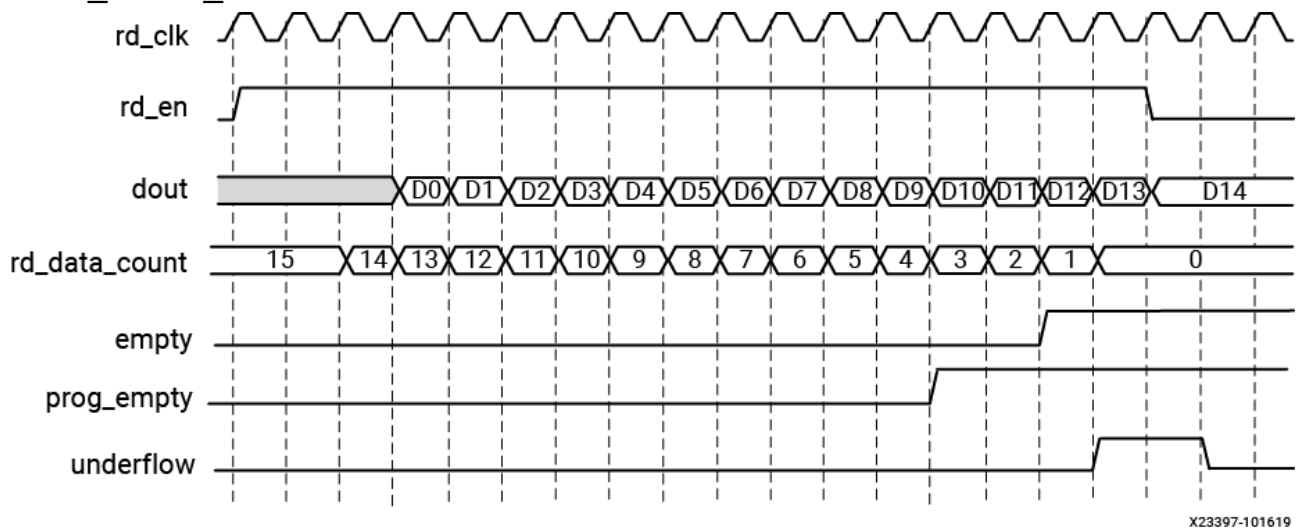 rd_clk
rd_en
dout D0 D1 D2 D3 D4 D5 D6 D7 D8 D9 D10 D11 D12 D13 D14
rd_data_count 15 14 13 12 11 10 9 8 7 6 5 4 3 2 1 0
empty
prog_empty
underflow
X23397-101619